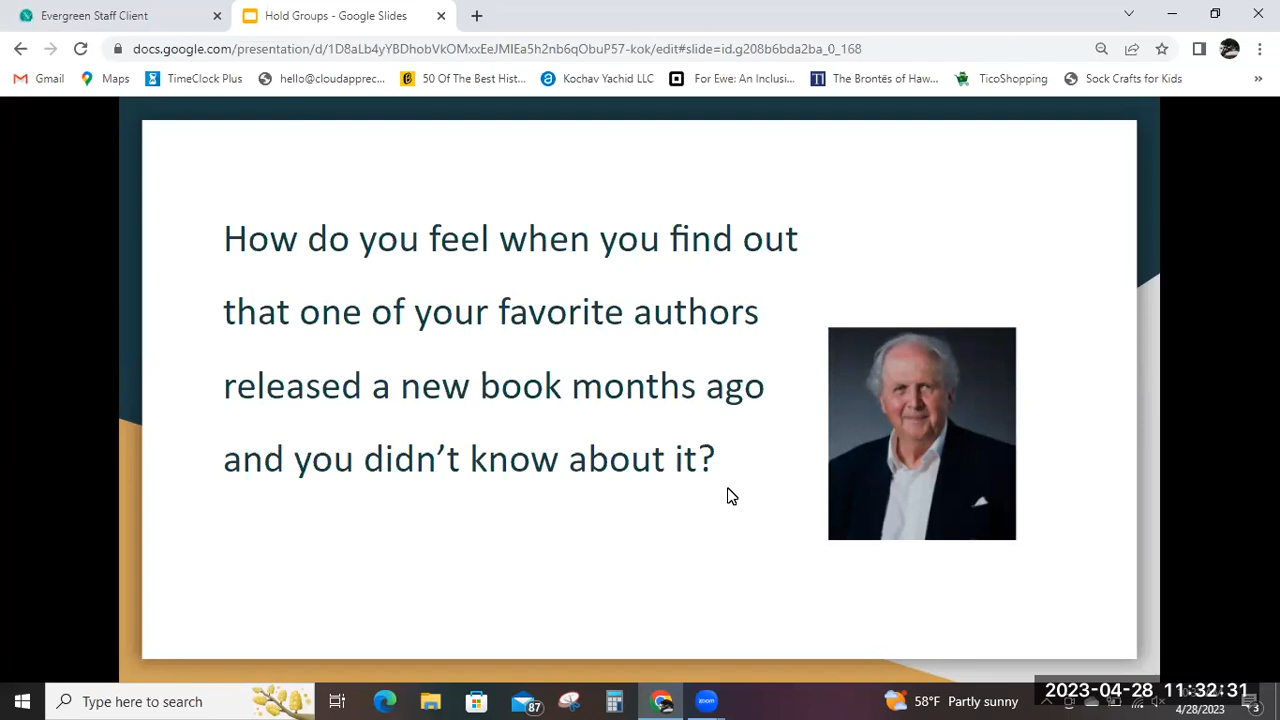 Evergreen Staff Client
Hold Groups - Google Slides
docs.google.com/presentation/d/1D8aLb4yYBDhobVkOMxxEeJMIEa5h2nb6qObuP57-kok/edit#slide=id.g208b6bda2ba_0_168
Gmail
Maps
TimeClock Plus
hello@cloudapprec...
50 Of The Best Hist...
Kochav Yachid LLC
For Ewe: An Inclusi...
The Brontës of Haw...
TicoShopping
Sock Crafts for Kids
How do you feel when you find out
that one of your favorite authors
released a new book months ago
and you didn't know about it?
Type here to search
87
zoom
58°F Partly sunny
2023-04-28 11:32:31
4/28/2023
3